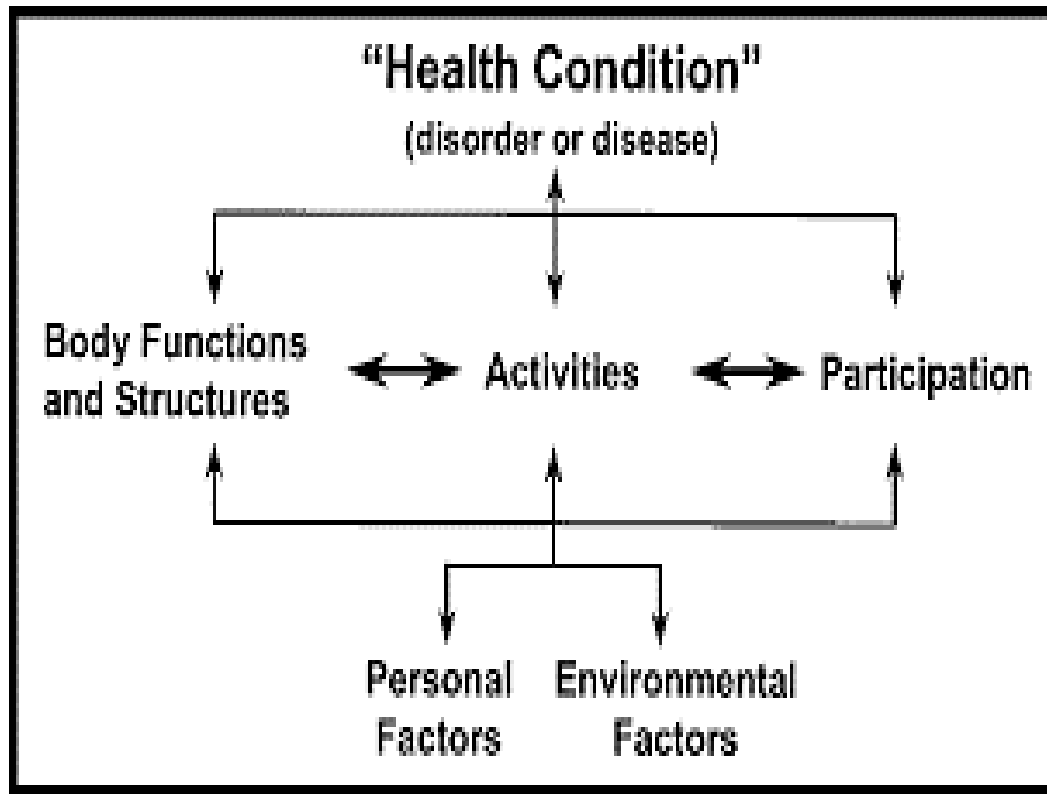 “Health Condition”
(disorder or disease)
Body Functions
and Structures
Activities
Participation
Personal
Factors
Environmental
Factors